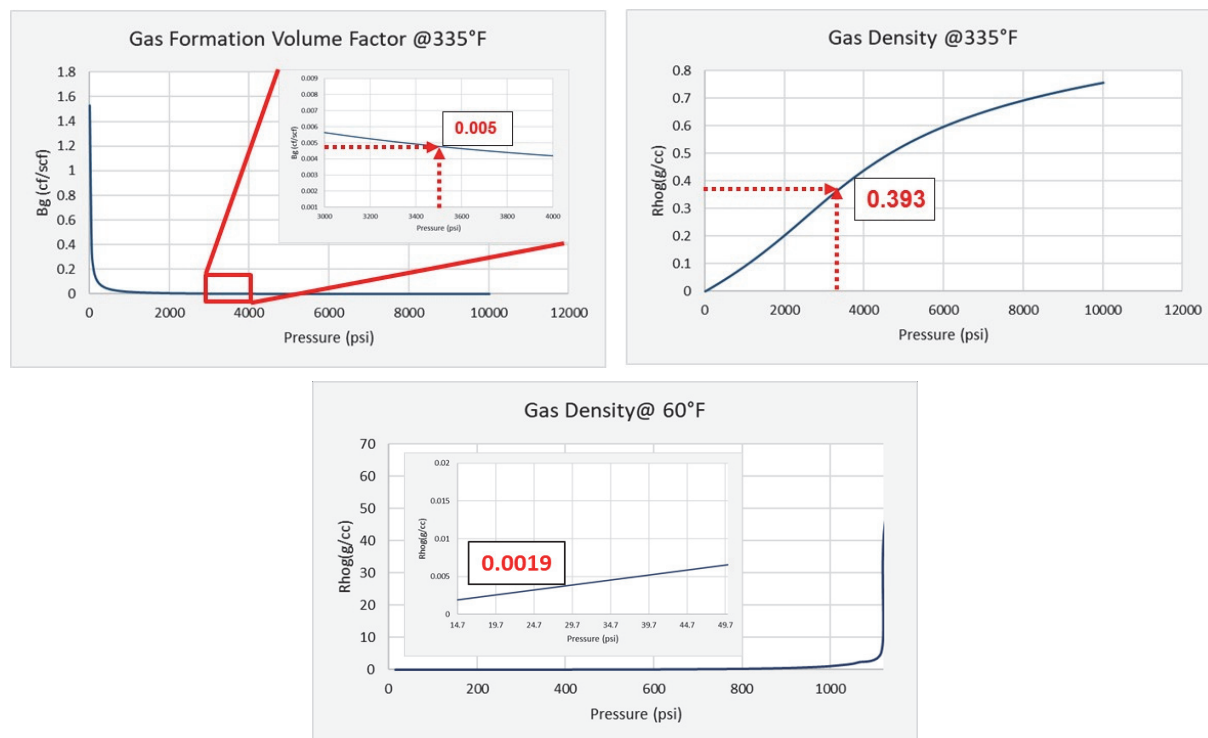 Gas Formation Volume Factor @335°F
Bg (cf/scf)
1.8
1.6
1.4
1.2
1
0.8
0.6
0.4
0.2
0
0 2000 4000 6000 8000 10000 12000
Pressure (psi)
Bg (cf/scf)
0.009
0.008
0.007
0.006
0.005
0.004
0.003
0.002
0.001
0.005
3000 3200 3400 3600 3800 4000
Pressure (psi)
Gas Density @335°F
Rhog(g/cc)
0.8
0.7
0.6
0.5
0.4
0.3
0.2
0.1
0
0.393
0 2000 4000 6000 8000 10000 12000
Pressure (psi)
Gas Density@ 60°F
Rhog(g/cc)
70
60
50
40
30
20
10
0
0 200 400 600 800 1000
Pressure (psi)
Rhog(g/cc)
0.02
0.015
0.01
0.005
0
0.0019
14.7 19.7 24.7 29.7 34.7 39.7 44.7 49.7
Pressure (psi)